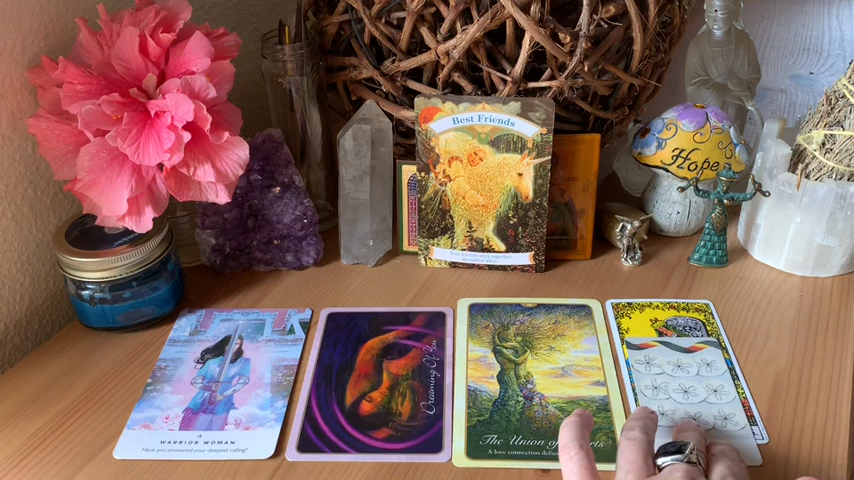 Best Friends
Hope
Dreaming Of You
WARRIOR WOMAN
Have you answered your deepest calling?
The Union of
A love connection